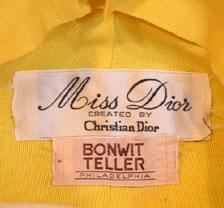 Miss Dior
CREATED BY
Christian Dior
BONWIT
TELLER
PHILADELPHIA